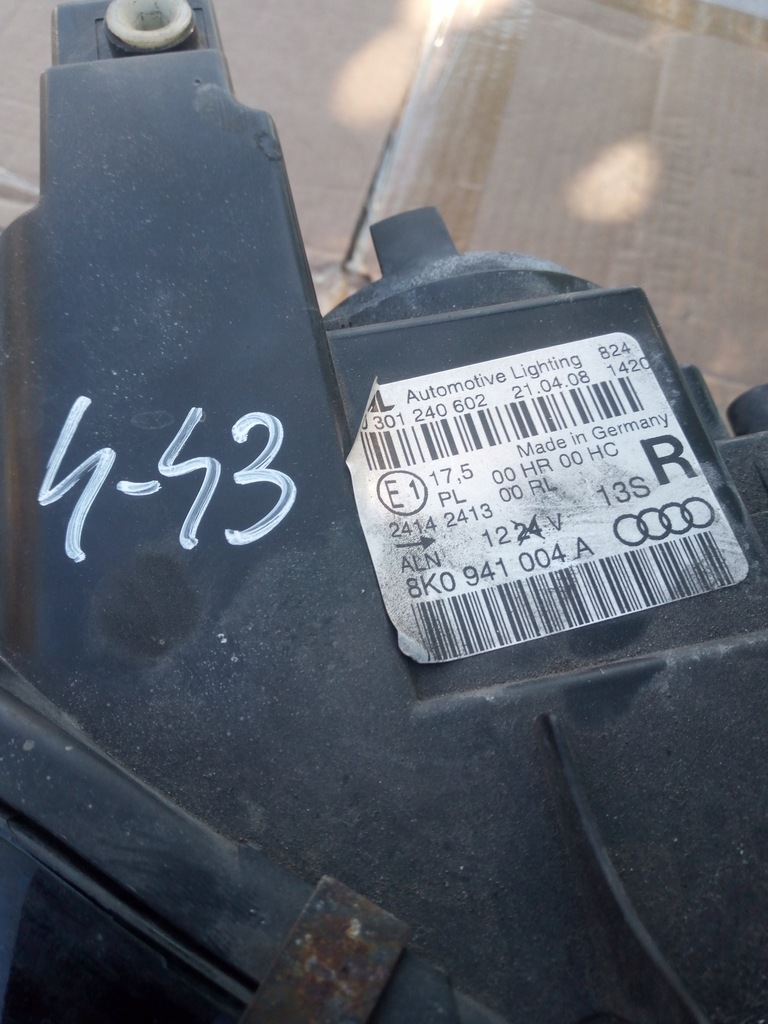 4-43
AL Automotive Lighting 824
301 240 602 21.04.08 1420
Made in Germany
E1 17,5 00 HR 00 HC R
PL 00 RL 13S
2414 2413
12 24 V
ALN
8K0 941 004 A